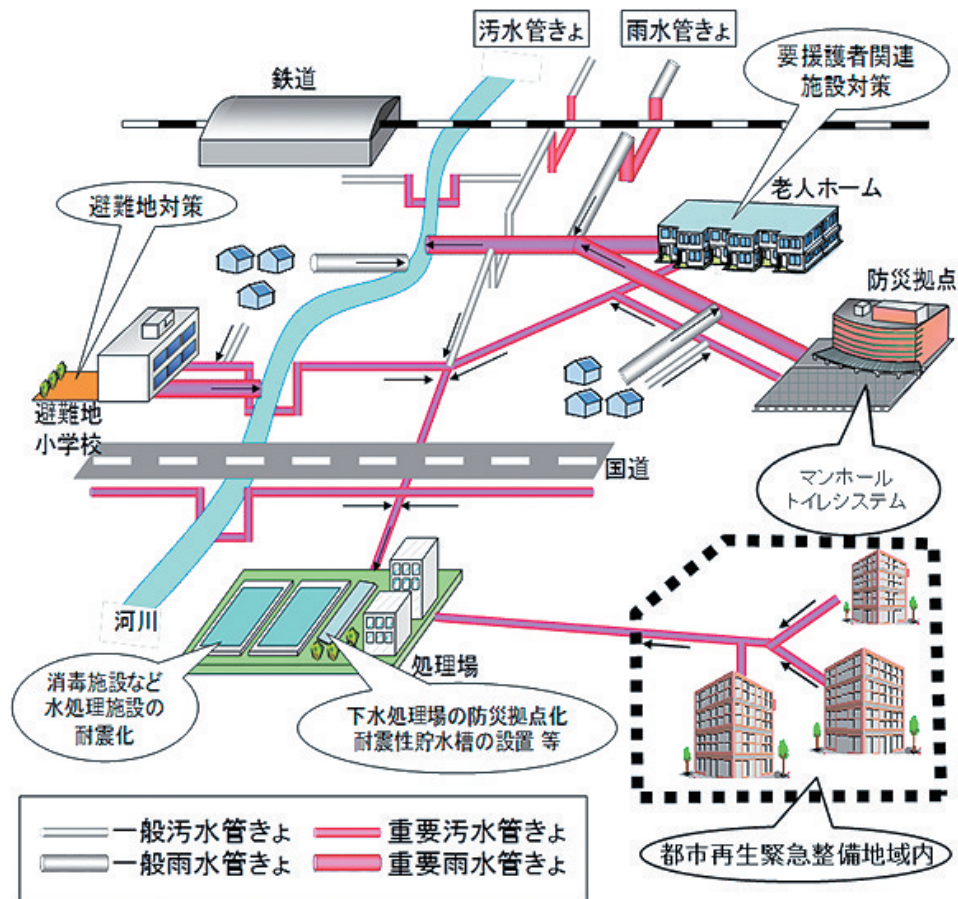 汚水管きょ
雨水管きょ
要援護者関連
施設対策
鉄道
老人ホーム
避難地対策
防災拠点
避難地
小学校
国道
マンホール
トイレシステム
河川
処理場
消毒施設など
水処理施設の
耐震化
下水処理場の防災拠点化
耐震性貯水槽の設置 等
都市再生緊急整備地域内
一般汚水管きょ
重要汚水管きょ
一般雨水管きょ
重要雨水管きょ